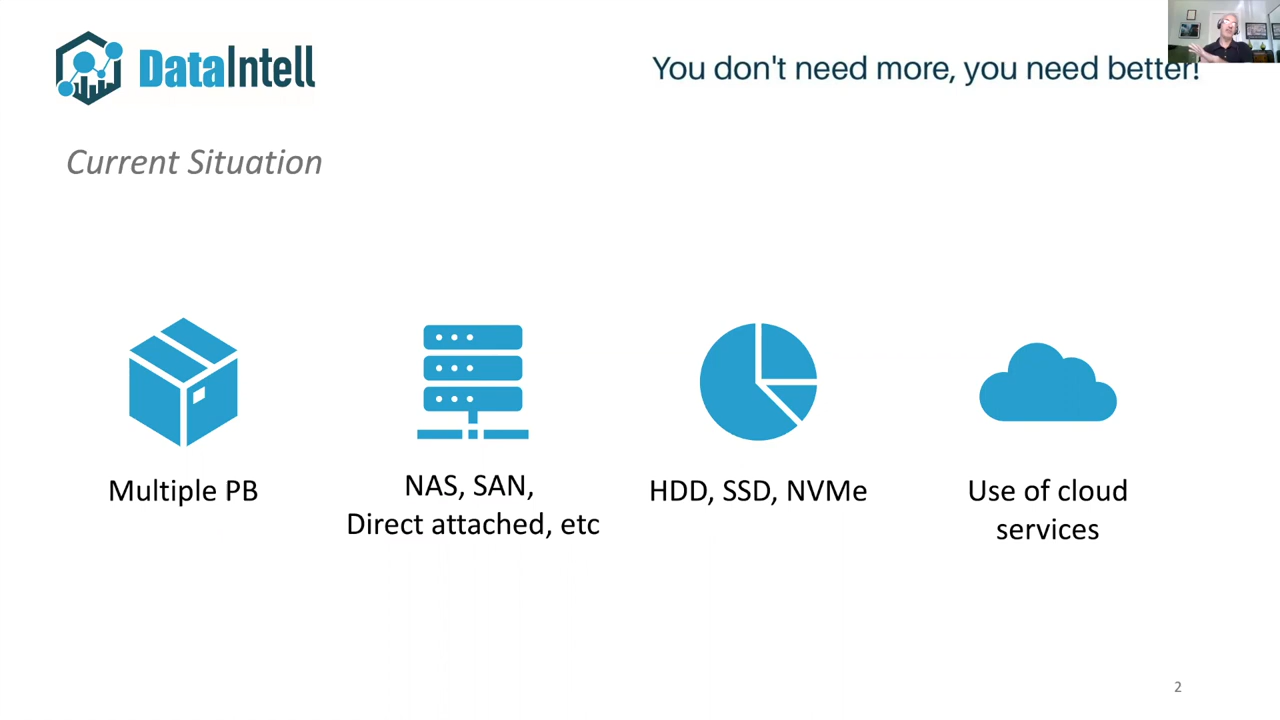 DataIntell
You don't need more, you need better!
Current Situation
Multiple PB
NAS, SAN,
Direct attached, etc
HDD, SSD, NVMe
Use of cloud
services
2